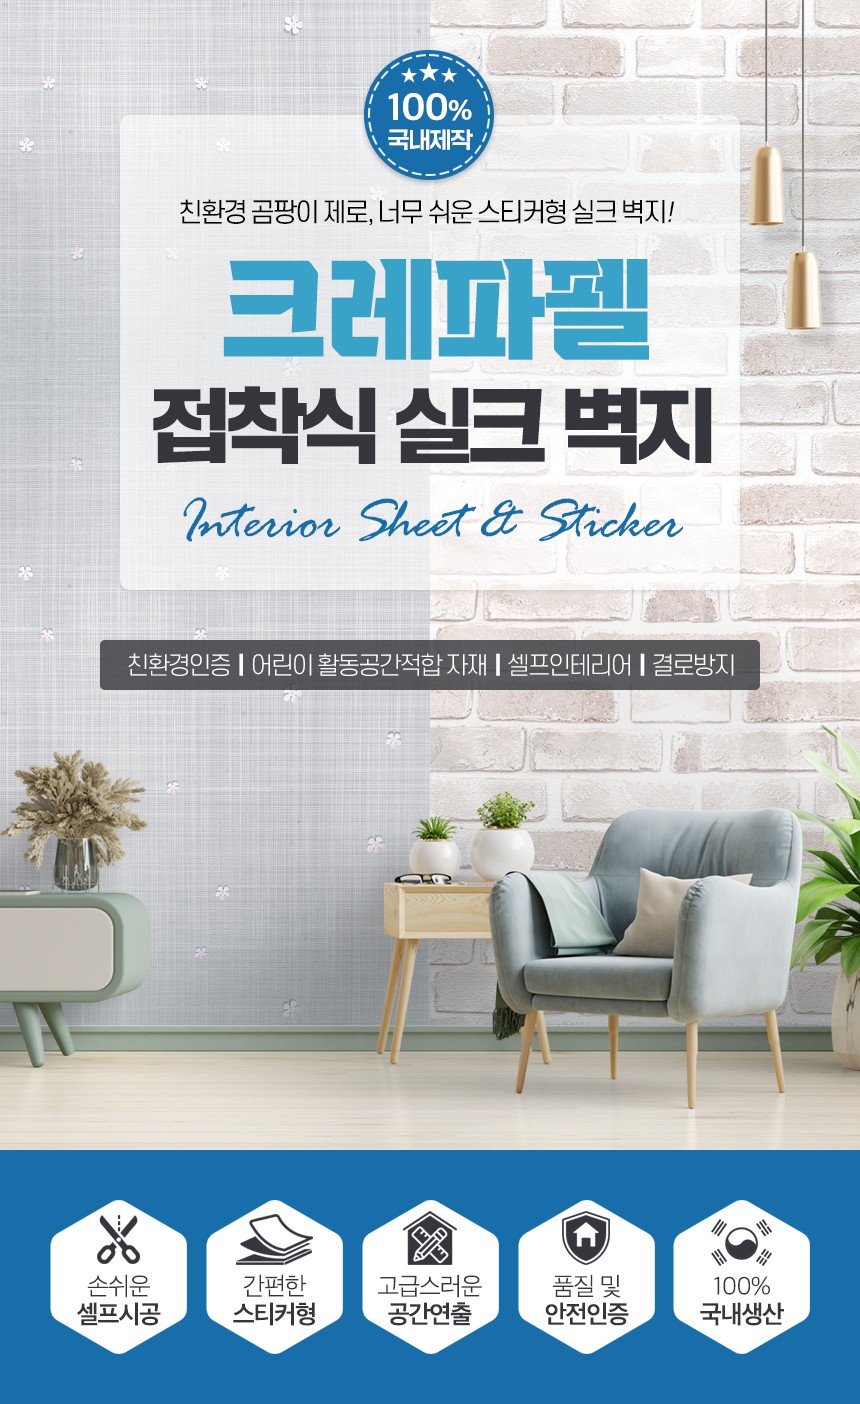 100%
국내제작
친환경 곰팡이 제로, 너무 쉬운 스티커형 실크 벽지!
크레파펠
접착식 실크 벽지
Interior Sheet & Sticker
친환경인증 | 어린이 활동공간적합 자재 | 셀프인테리어 | 결로방지
손쉬운
셀프시공
간편한
스티커형
고급스러운
공간연출
품질 및
안전인증
100%
국내생산